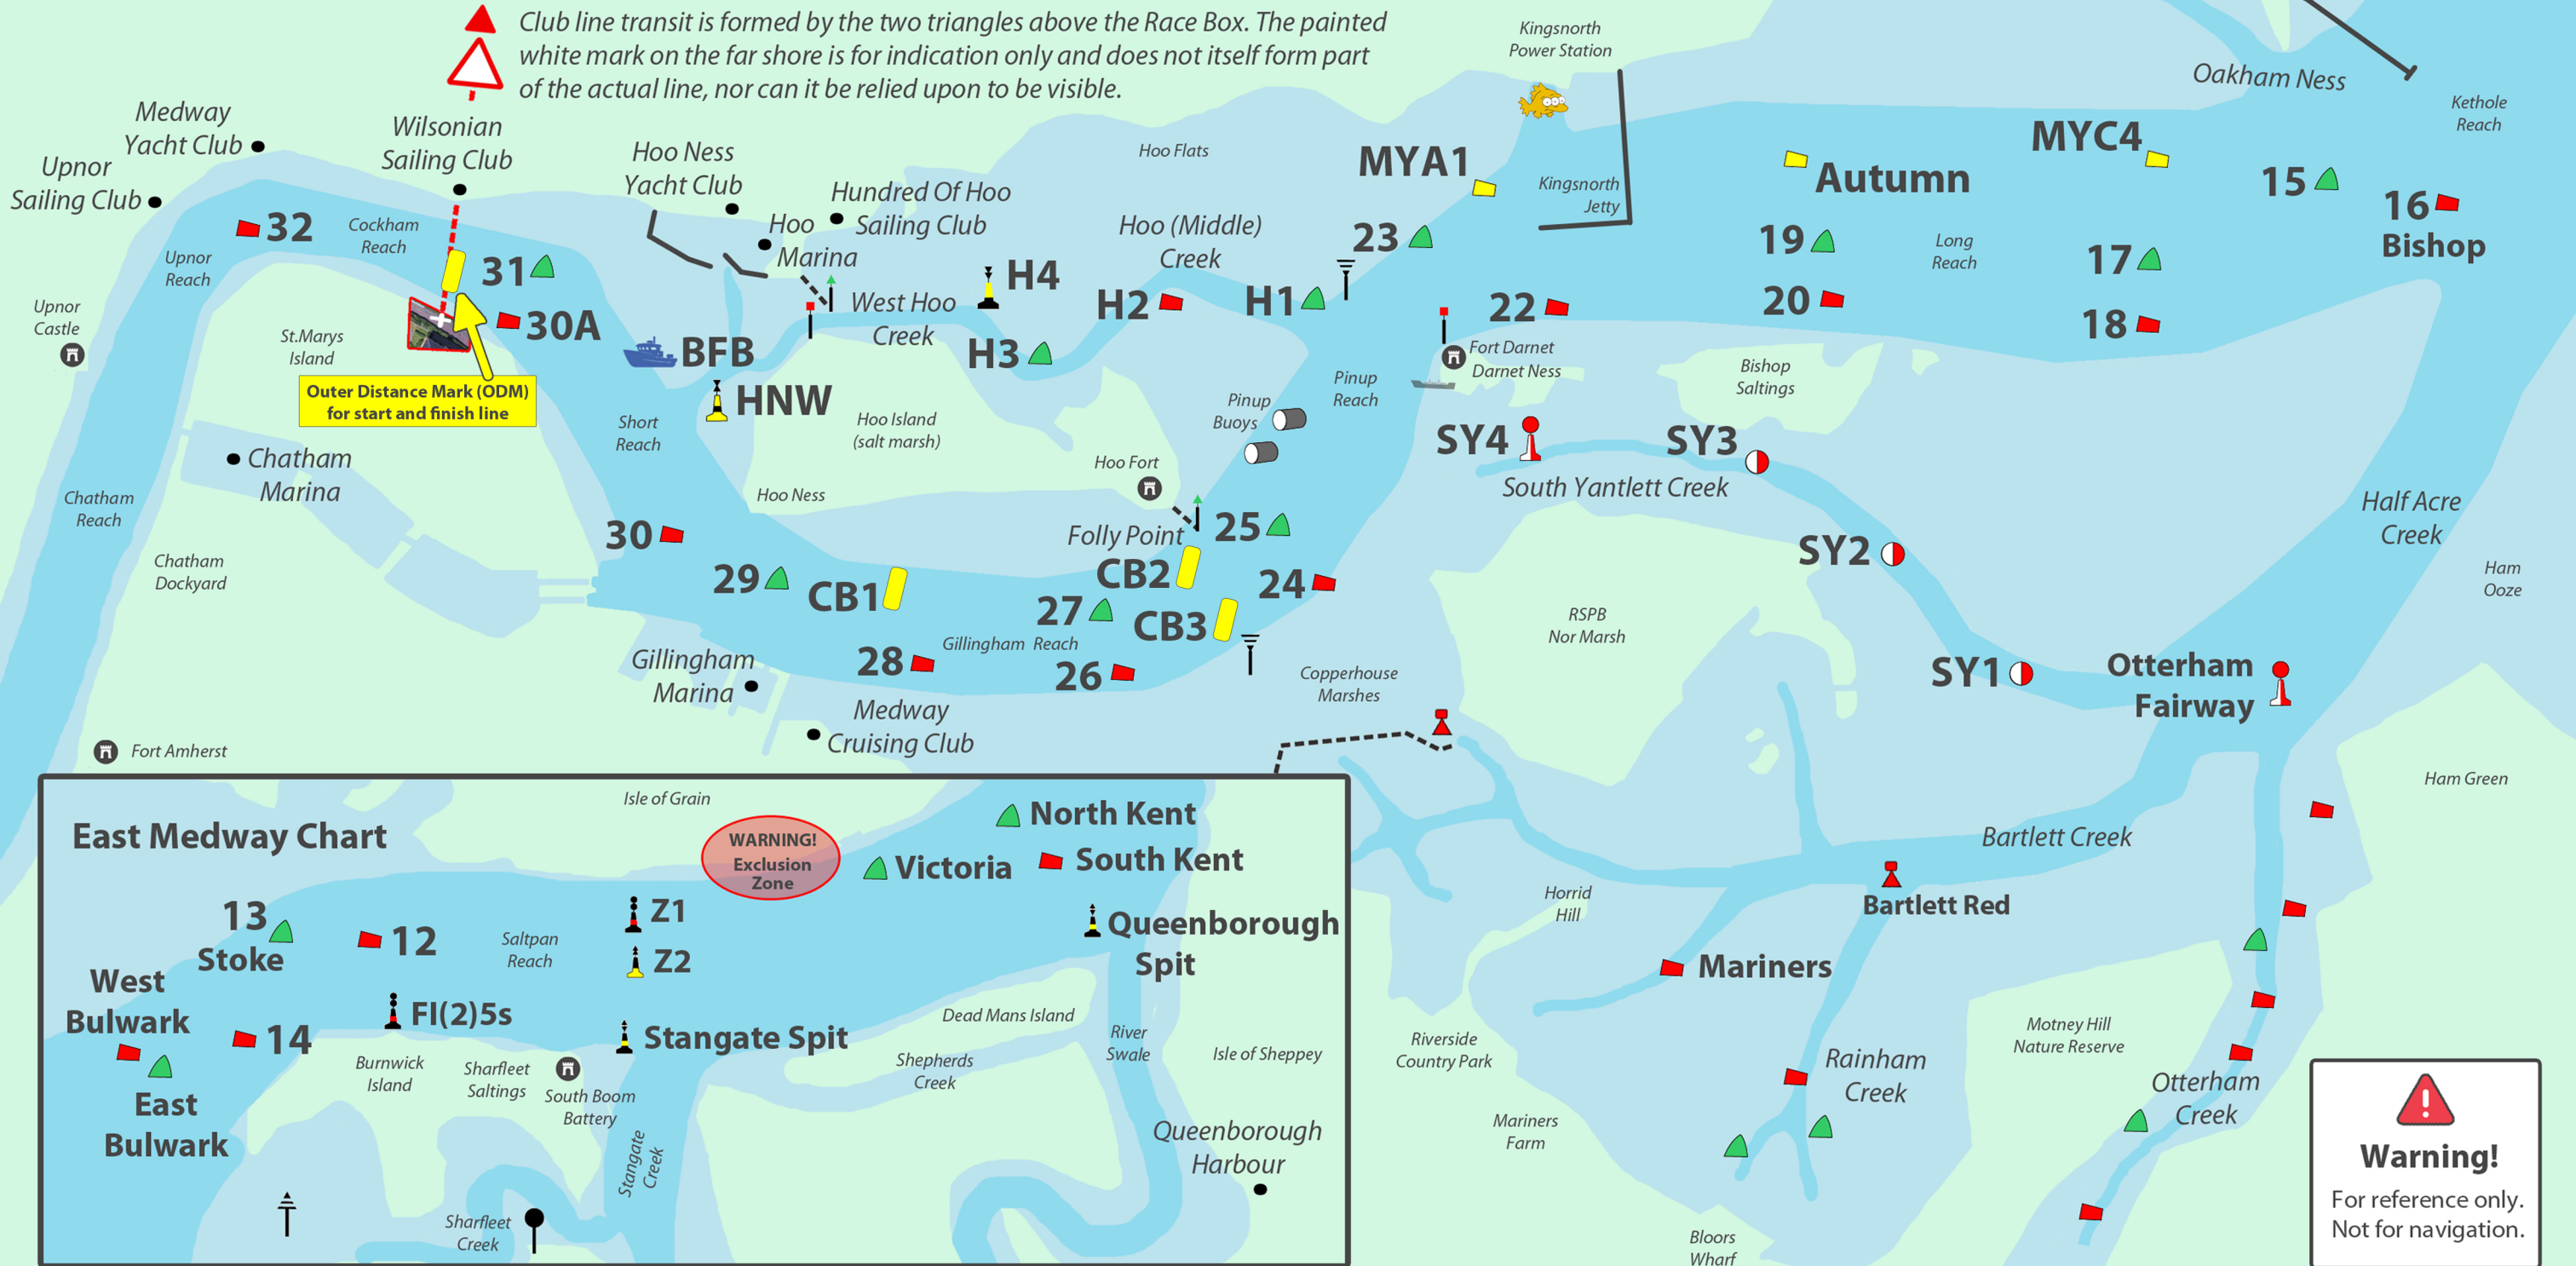 Club line transit is formed by the two triangles above the Race Box. The painted
white mark on the far shore is for indication only and does not itself form part
of the actual line, nor can it be relied upon to be visible.
Kingsnorth
Power Station
Oakham Ness
Kethole
Reach
Medway
Yacht Club
Upnor
Sailing Club
Wilsonian
Sailing Club
Hoo Ness
Yacht Club
Hundred Of Hoo
Sailing Club
Hoo
Marina
Hoo Flats
MYA1
Kingsnorth
Jetty
Autumn
MYC4
15
16
Bishop
32
Cockham
Reach
Upnor
Reach
31
30A
Upnor
Castle
St.Marys
Island
Outer Distance Mark (ODM)
for start and finish line
BFB
HNW
West Hoo
Creek
H4
H3
H2
Hoo (Middle)
Creek
H1
23
22
19
20
Long
Reach
17
18
Fort Darnet
Darnet Ness
Bishop
Saltings
Pinup
Reach
Pinup
Buoys
Short
Reach
Hoo Island
(salt marsh)
Hoo Fort
Hoo Ness
Chatham
Marina
Chatham
Reach
Chatham
Dockyard
SY4
SY3
South Yantlett Creek
SY2
SY1
Half Acre
Creek
Ham
Ooze
30
29
CB1
Folly Point
25
CB2
24
27
CB3
28
Gillingham Reach
26
RSPB
Nor Marsh
Gillingham
Marina
Medway
Cruising Club
Copperhouse
Marshes
Otterham
Fairway
Fort Amherst
Ham Green
Bartlett Creek
Bartlett Red
Horrid
Hill
Mariners
Riverside
Country Park
Mariners
Farm
Rainham
Creek
Motney Hill
Nature Reserve
Otterham
Creek
Bloors
Wharf
East Medway Chart
Isle of Grain
WARNING!
Exclusion
Zone
North Kent
Victoria
South Kent
13
Stoke
12
Saltpan
Reach
Z1
Z2
Queenborough
Spit
West
Bulwark
14
Fl(2)5s
Stangate Spit
Dead Mans Island
River
Swale
Isle of Sheppey
East
Bulwark
Burnwick
Island
Sharfleet
Saltings
South Boom
Battery
Shepherds
Creek
Stangate
Creek
Sharfleet
Creek
Queenborough
Harbour
Warning!
For reference only.
Not for navigation.